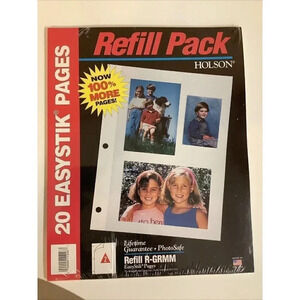 Refill Pack
HOLSON®
20 EASYSTIK® PAGES
NOW
100%
MORE
PAGES!
Lifetime
Guarantee • PhotoSafe
Refill R-GRMM
EasyStik® Pages